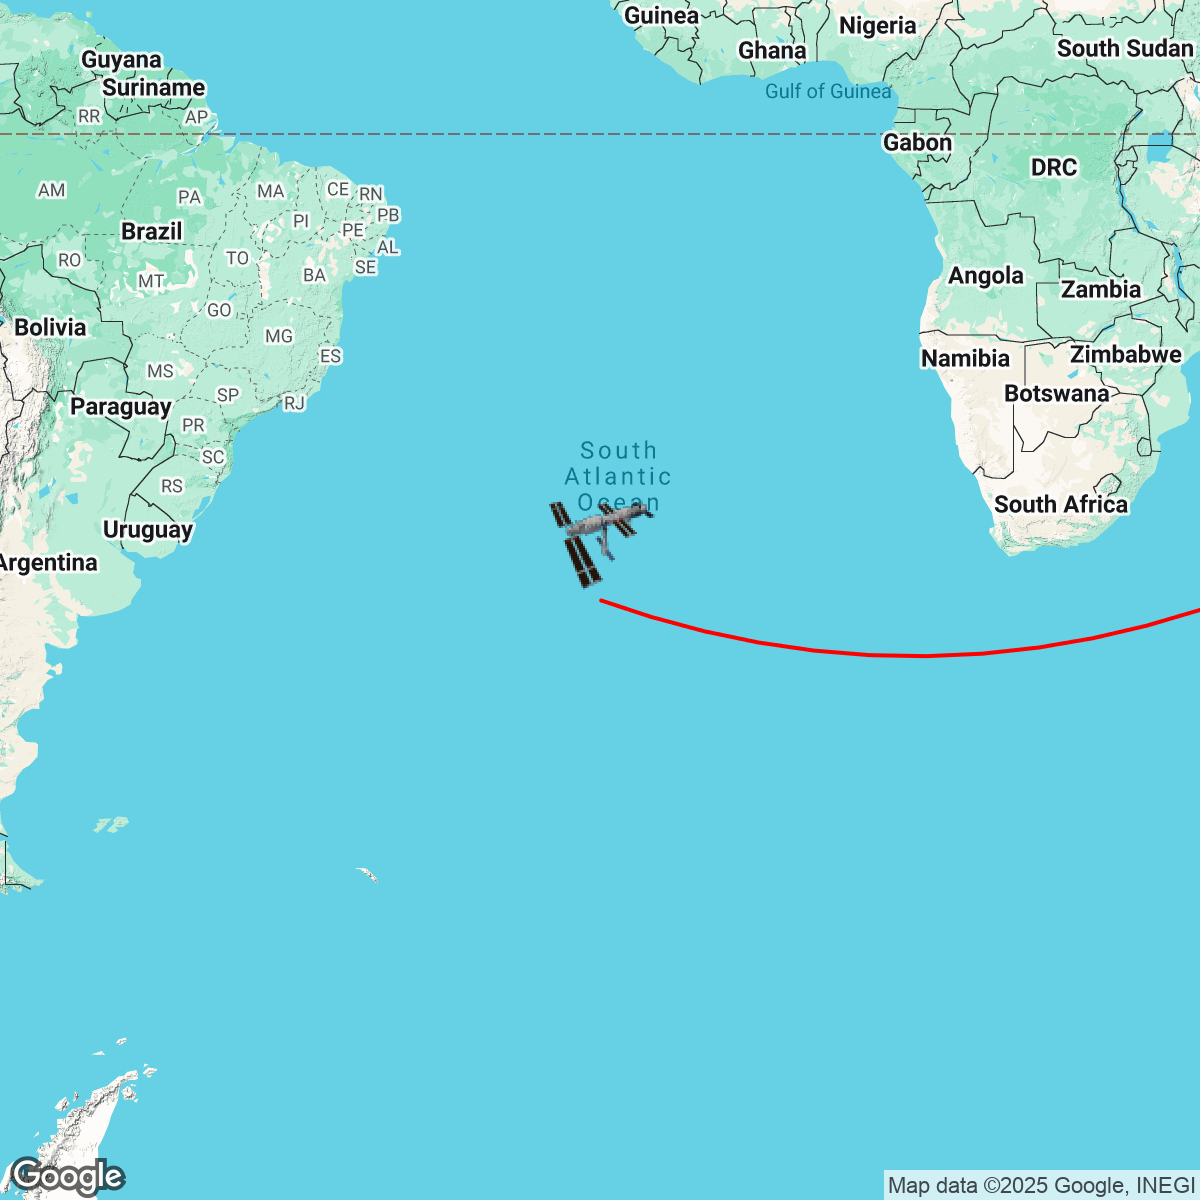 Guinea
Nigeria
Ghana
South Sudan
Guyana
Suriname
Gulf of Guinea
RR
AP
Gabon
DRC
AM
PA
MA
CE
RN
PB
PI
PE
AL
Brazil
RO
TO
SE
MT
BA
Angola
Zambia
GO
Bolivia
MG
ES
Namibia
Zimbabwe
MS
SP
RJ
Botswana
Paraguay
PR
SC
South
Atlantic
Ocean
RS
South Africa
Uruguay
Argentina
Google
Map data ©2025 Google, INEGI